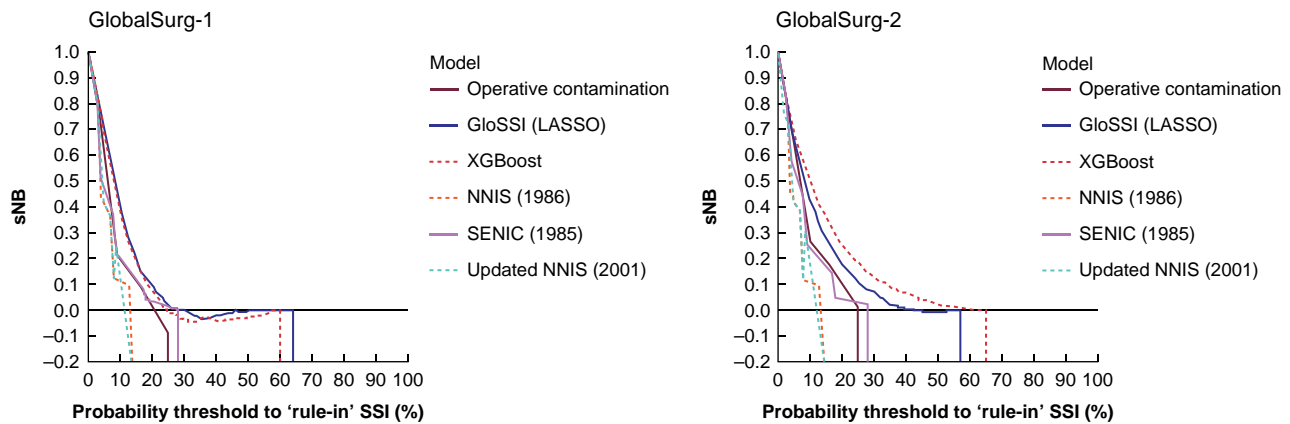 GlobalSurg-1
1.0
0.9
0.8
0.7
0.6
0.5
0.4
0.3
0.2
0.1
0.0
–0.1
–0.2
sNB
0 10 20 30 40 50 60 70 80 90 100
Probability threshold to ‘rule-in’ SSI (%)
Model
Operative contamination
GloSSI (LASSO)
XGBoost
NNIS (1986)
SENIC (1985)
Updated NNIS (2001)
GlobalSurg-2
1.0
0.9
0.8
0.7
0.6
0.5
0.4
0.3
0.2
0.1
0.0
–0.1
–0.2
sNB
0 10 20 30 40 50 60 70 80 90 100
Probability threshold to ‘rule-in’ SSI (%)
Model
Operative contamination
GloSSI (LASSO)
XGBoost
NNIS (1986)
SENIC (1985)
Updated NNIS (2001)